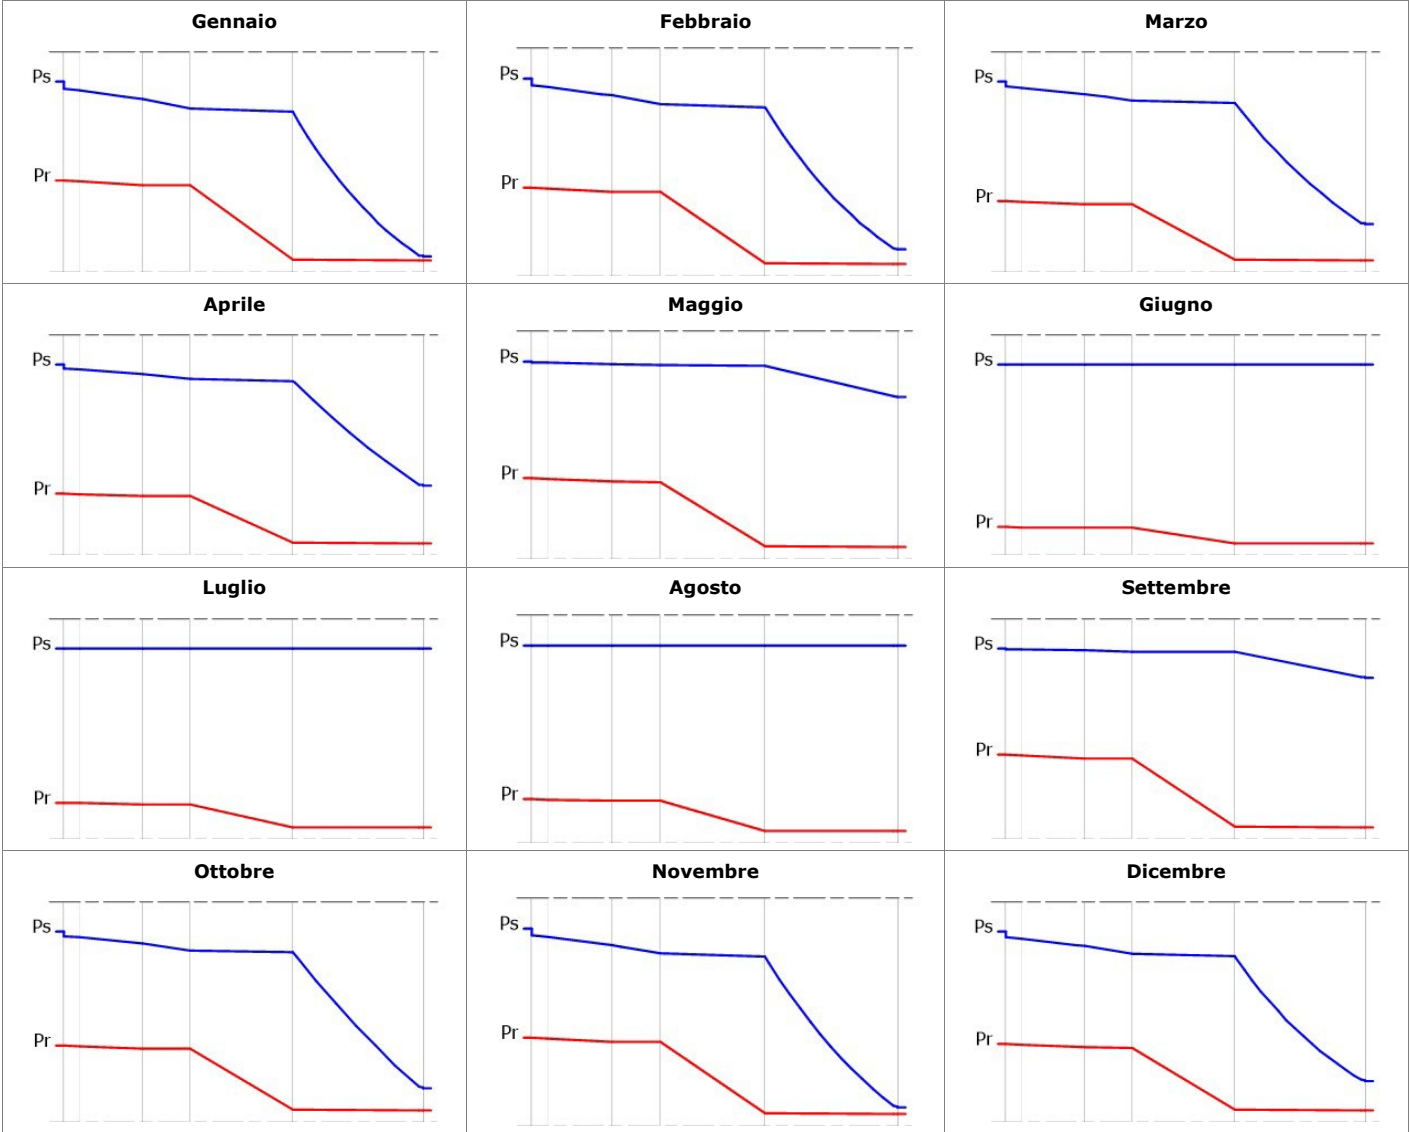 Gennaio Febbraio Marzo
Ps Ps Ps
Pr Pr Pr
Aprile Maggio Giugno
Ps Ps Ps
Pr Pr Pr
Luglio Agosto Settembre
Ps Ps Ps
Pr Pr Pr
Ottobre Novembre Dicembre
Ps Ps Ps
Pr Pr Pr